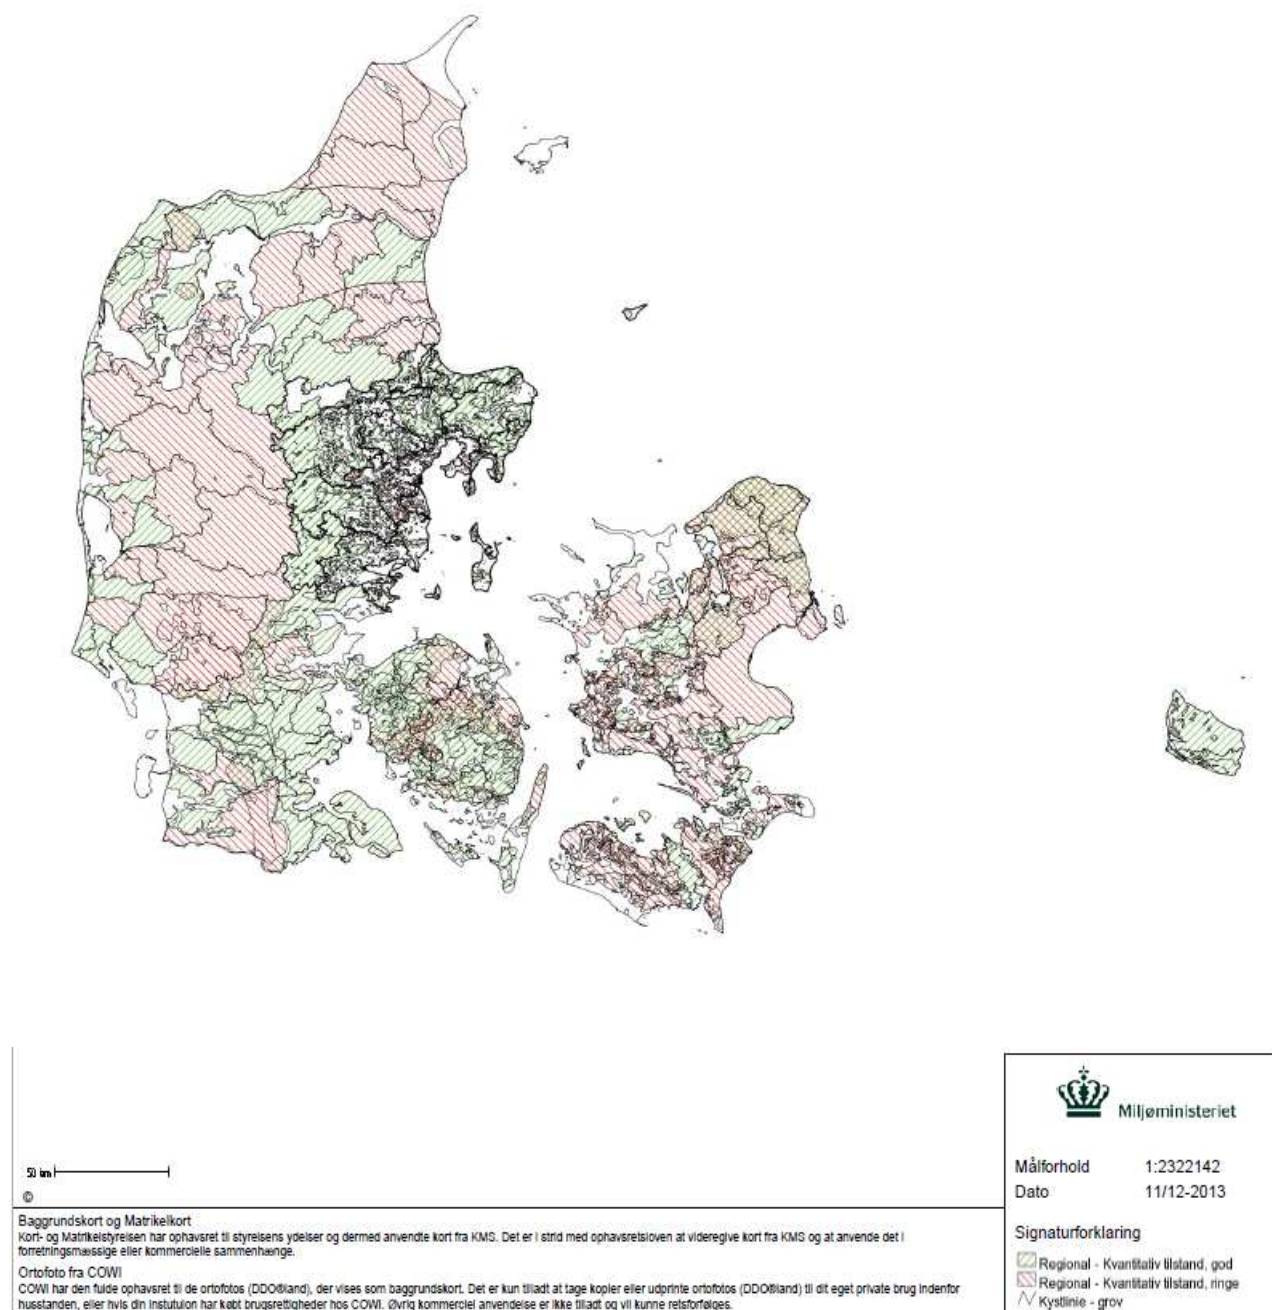 50 km
©
Baggrundskort og Matrikelkort
Kort- og Matrikelstyrelsen har ophavsret til styrelsens ydelser og dermed anvendte kort fra KMS. Det er i strid med ophavsretsloven at videregive kort fra KMS og at anvende det i
forretningsmæssige eller kommercielle sammenhænge.
Ortofoto fra COWI
COWI har den fulde ophavsret til de ortofotos (DDO®land), der vises som baggrundskort. Det er kun tilladt at tage kopier eller udprinte ortofotos (DDO®land) til dit eget private brug indenfor
husstanden, eller hvis din instutuion har købt brugsrettigheder hos COWI. Øvrig kommerciel anvendelse er ikke tilladt og vil kunne retsforfølges.
Miljøministeriet
Målforhold 1:2322142
Dato 11/12-2013
Signaturforklaring
Regional - Kvantitativ tilstand, god
Regional - Kvantitativ tilstand, ringe
Kystlinie - grov